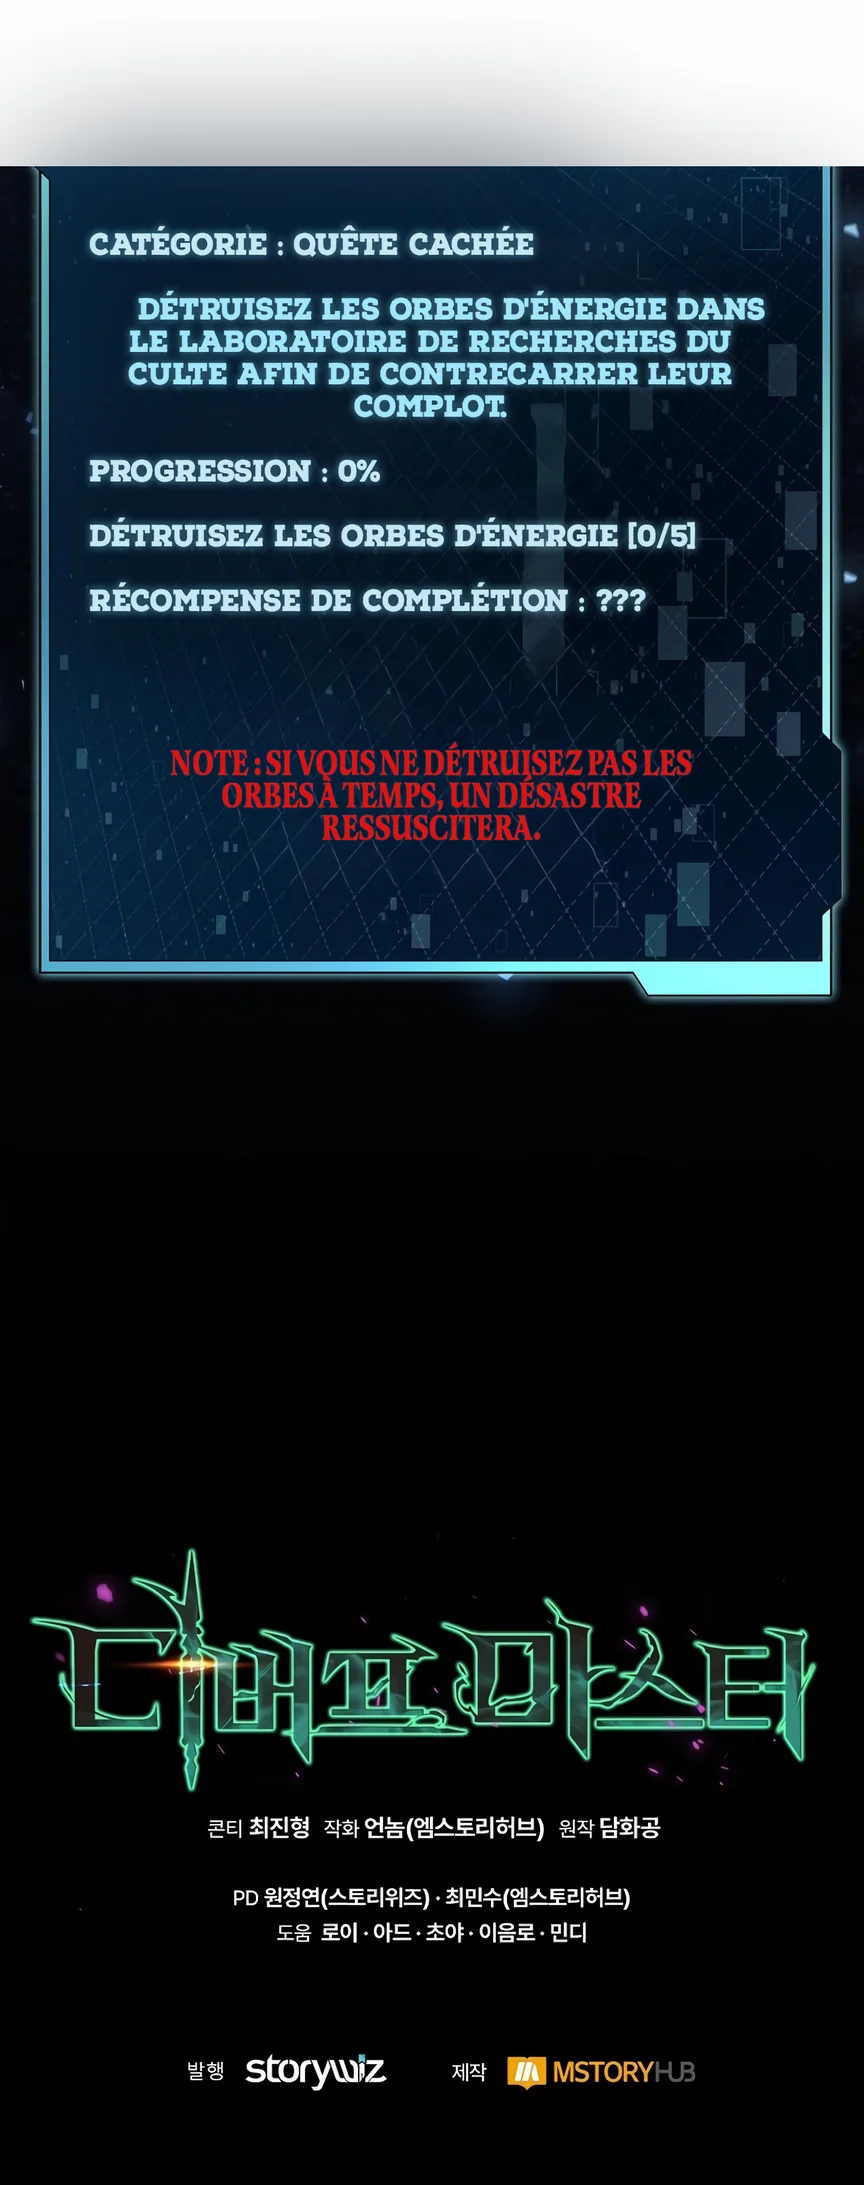 CATÉGORIE : QUÊTE CACHÉE
DÉTRUISEZ LES ORBES D'ÉNERGIE DANS
LE LABORATOIRE DE RECHERCHES DU
CULTE AFIN DE CONTRECARRER LEUR
COMPLOT.
PROGRESSION : 0%
DÉTRUISEZ LES ORBES D'ÉNERGIE [0/5]
RÉCOMPENSE DE COMPLÉTION : ???
NOTE : SI VOUS NE DÉTRUISEZ PAS LES
ORBES À TEMPS, UN DÉSASTRE
RESSUSCITERA.
디버프 마스터
콘티 최진형 작화 언놈(엠스토리허브) 원작 담화공
PD 원정연(스토리위즈) · 최민수(엠스토리허브)
도움 로이 · 아드 · 초야 · 이음로 · 민디
발행 storywiz 제작 MSTORYHUB